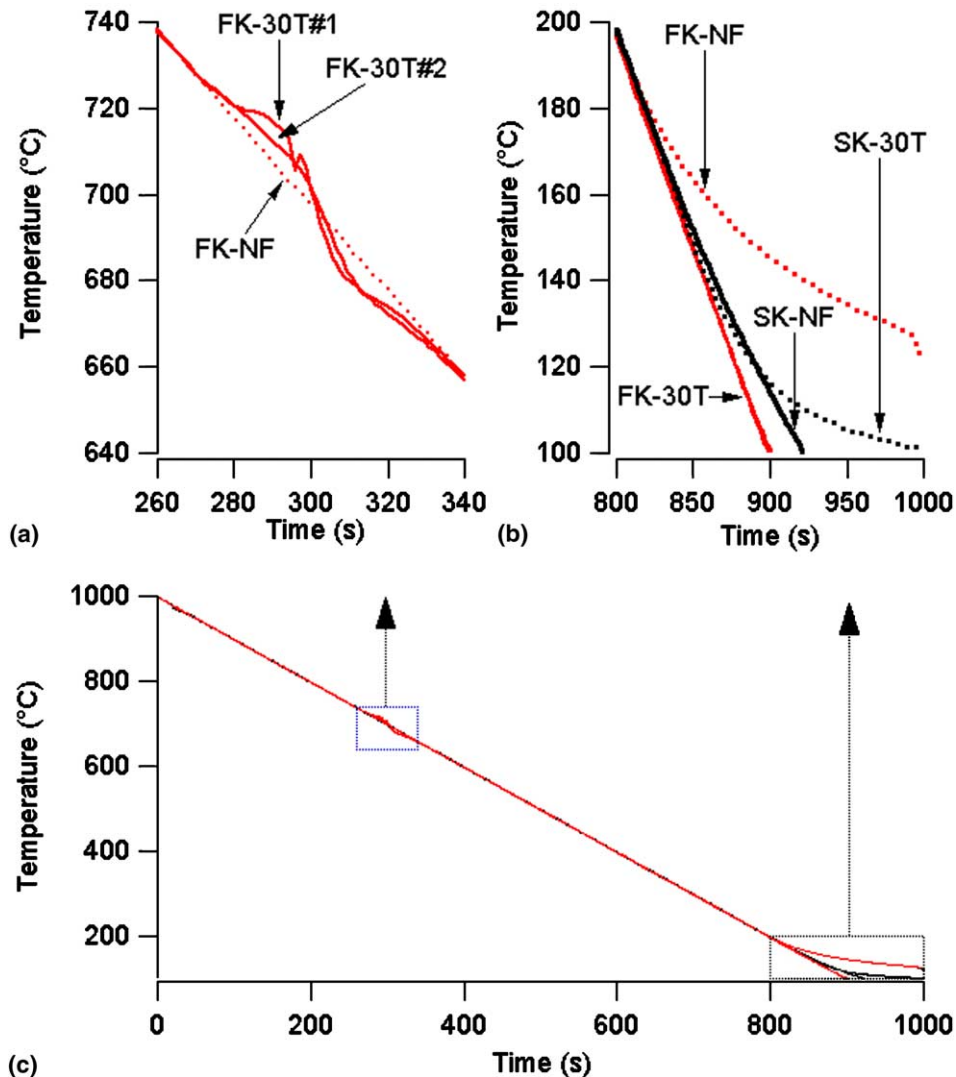 740
720
700
680
660
640
Temperature (°C)
FK-30T#1
FK-30T#2
FK-NF
260
280
300
320
340
Time (s)
(a)
200
180
160
140
120
100
Temperature (°C)
FK-NF
SK-30T
SK-NF
FK-30T
800
850
900
950
1000
Time (s)
(b)
1000
800
600
400
200
Temperature (°C)
0
200
400
600
800
1000
Time (s)
(c)